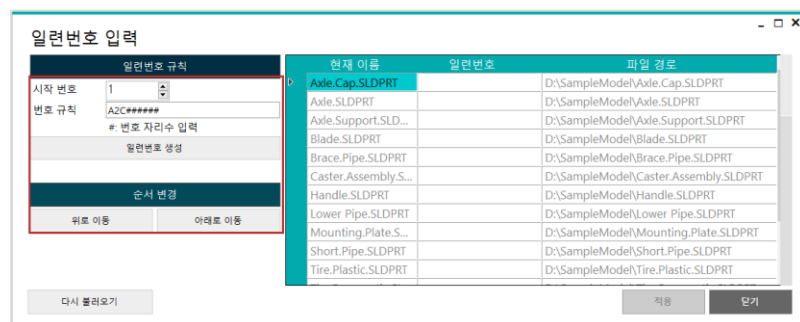 일련번호 입력
일련번호 규칙
시작 번호 1
번호 규칙 A2C######
#: 번호 자리수 입력
일련번호 생성
순서 변경
위로 이동 아래로 이동
현재 이름 일련번호 파일 경로
Axle.Cap.SLDPRT D:\SampleModel\Axle.Cap.SLDPRT
Axle.SLDPRT D:\SampleModel\Axle.SLDPRT
Axle.Support.SLD... D:\SampleModel\Axle.Support.SLDPRT
Blade.SLDPRT D:\SampleModel\Blade.SLDPRT
Brace.Pipe.SLDPRT D:\SampleModel\Brace.Pipe.SLDPRT
Caster.Assembly.S... D:\SampleModel\Caster.Assembly.SLDPRT
Handle.SLDPRT D:\SampleModel\Handle.SLDPRT
Lower Pipe.SLDPRT D:\SampleModel\Lower Pipe.SLDPRT
Mounting.Plate.S... D:\SampleModel\Mounting.Plate.SLDPRT
Short.Pipe.SLDPRT D:\SampleModel\Short.Pipe.SLDPRT
Tire.Plastic.SLDPRT D:\SampleModel\Tire.Plastic.SLDPRT
다시 불러오기 적용 닫기